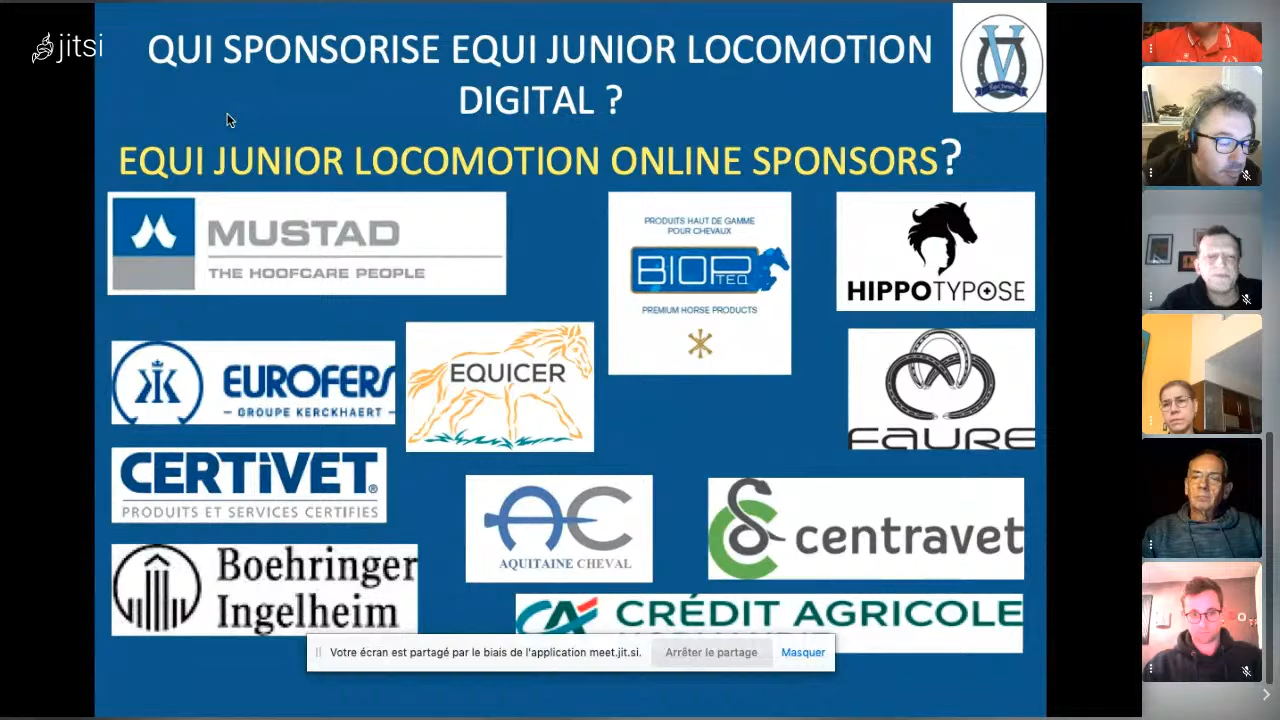 jitsi
QUI SPONSORISE EQUI JUNIOR LOCOMOTION
DIGITAL ?
EQUI JUNIOR LOCOMOTION ONLINE SPONSORS?
MUSTAD
THE HOOFCARE PEOPLE
PRODUITS HAUT DE GAMME
POUR CHEVAUX
BIOP
TEQ
PREMIUM HORSE PRODUCTS
HIPPOTYPOSE
EUROFERS
GROUPE KERCKHAERT
EQUICER
FAURE
CERTIVET®
PRODUITS ET SERVICES CERTIFIES
AC
AQUITAINE CHEVAL
centravet
Boehringer
Ingelheim
CA CRÉDIT AGRICOLE
Votre écran est partagé par le biais de l'application meet.jit.si.
Arrêter le partage
Masquer